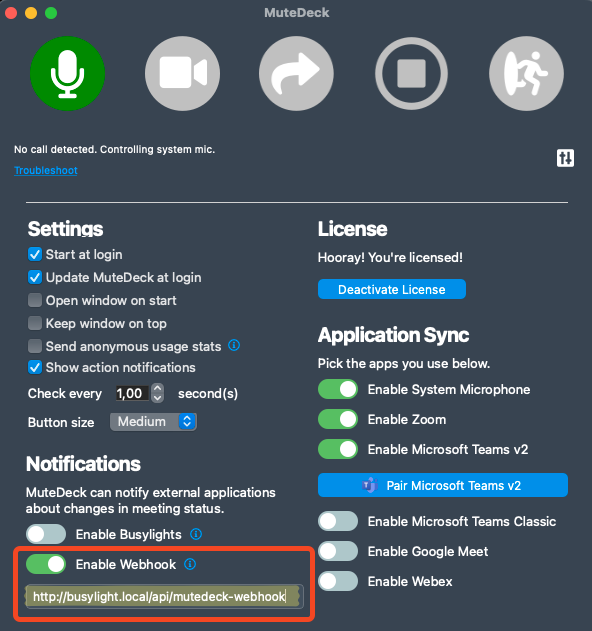 MuteDeck
No call detected. Controlling system mic.
Troubleshoot
Settings
Start at login
Update MuteDeck at login
Open window on start
Keep window on top
Send anonymous usage stats
Show action notifications
Check every 1,00 second(s)
Button size Medium
Notifications
MuteDeck can notify external applications
about changes in meeting status.
Enable Busylights
Enable Webhook
http://busylight.local/api/mutedeck-webhook
License
Hooray! You're licensed!
Deactivate License
Application Sync
Pick the apps you use below.
Enable System Microphone
Enable Zoom
Enable Microsoft Teams v2
Pair Microsoft Teams v2
Enable Microsoft Teams Classic
Enable Google Meet
Enable Webex